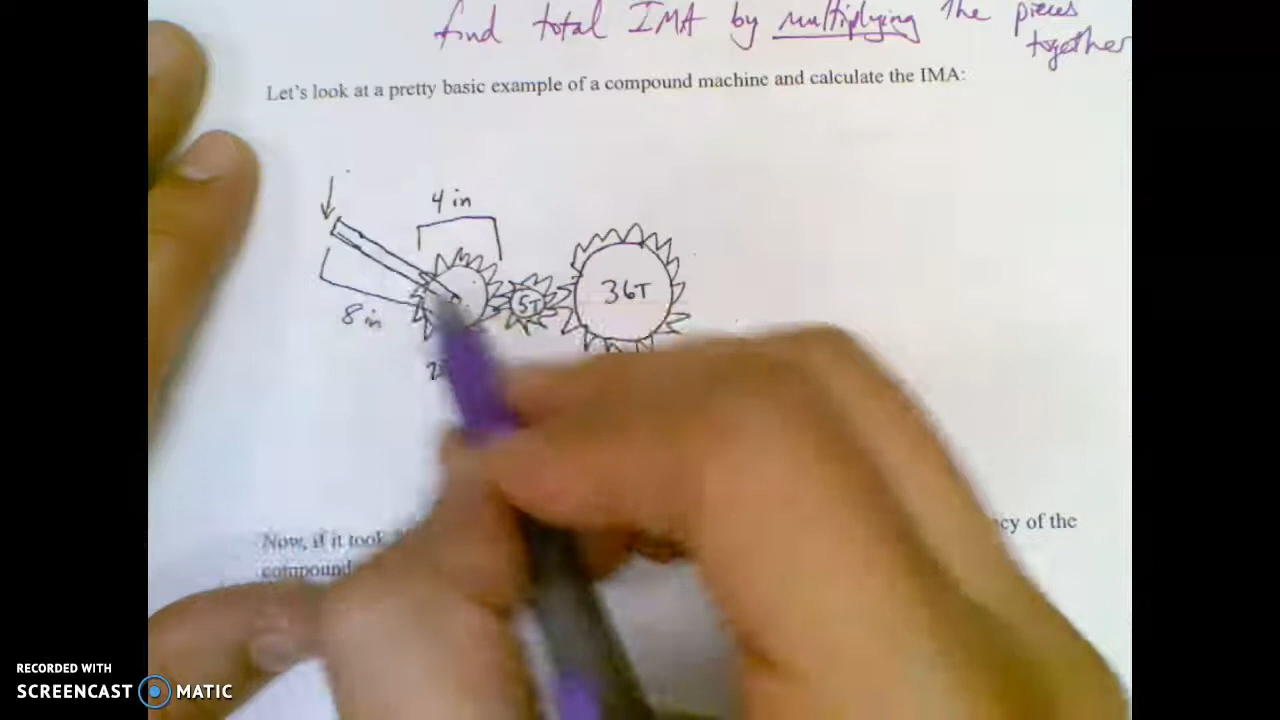 find total IMA by multiplying the pieces
together
Let's look at a pretty basic example of a compound machine and calculate the IMA:
4 in
8 in
5T
36T
Now, if it took
cy of the
compound
RECORDED WITH
SCREENCAST MATIC